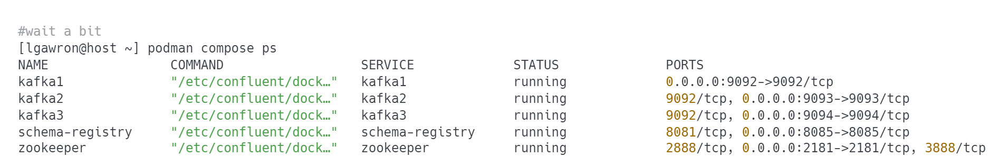 #wait a bit
[lgawron@host ~] podman compose ps
NAME                COMMAND                  SERVICE             STATUS              PORTS
kafka1              "/etc/confluent/dock…"   kafka1              running             0.0.0.0:9092->9092/tcp
kafka2              "/etc/confluent/dock…"   kafka2              running             9092/tcp, 0.0.0.0:9093->9093/tcp
kafka3              "/etc/confluent/dock…"   kafka3              running             9092/tcp, 0.0.0.0:9094->9094/tcp
schema-registry     "/etc/confluent/dock…"   schema-registry     running             8081/tcp, 0.0.0.0:8085->8085/tcp
zookeeper           "/etc/confluent/dock…"   zookeeper           running             2888/tcp, 0.0.0.0:2181->2181/tcp, 3888/tcp